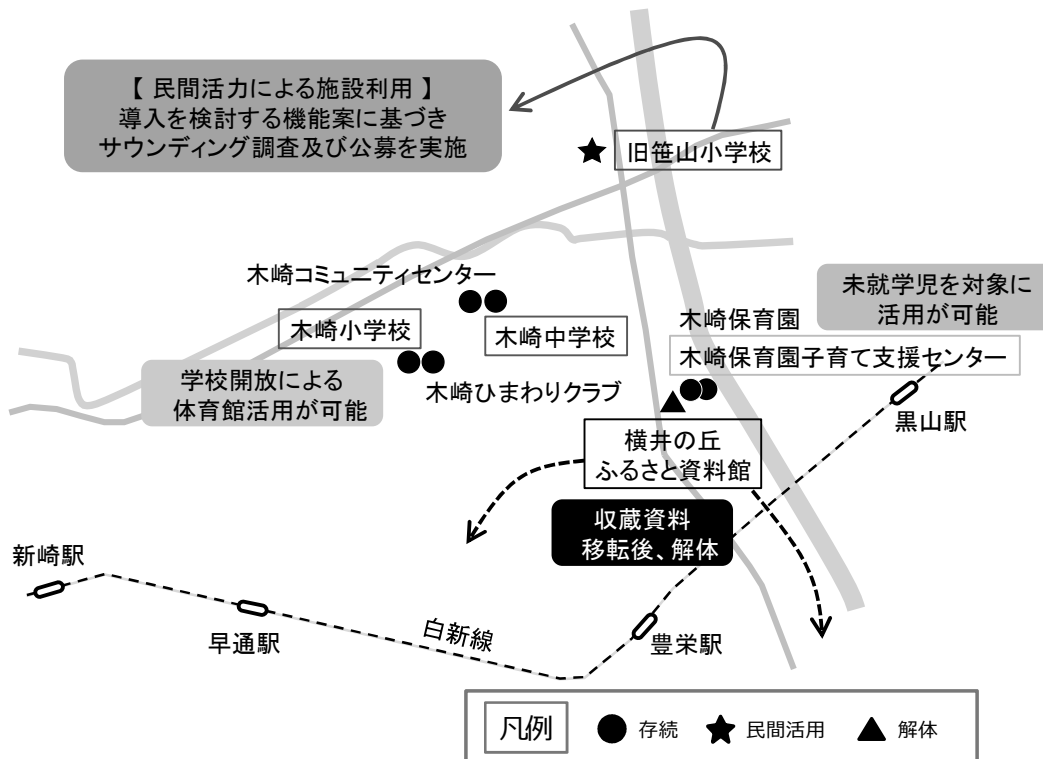 【 民間活力による施設利用 】
導入を検討する機能案に基づき
サウンディング調査及び公募を実施
旧笹山小学校
木崎コミュニティセンター
木崎小学校
木崎中学校
学校開放による
体育館活用が可能
木崎ひまわりクラブ
未就学児を対象に
活用が可能
木崎保育園
木崎保育園子育て支援センター
黒山駅
横井の丘
ふるさと資料館
収蔵資料
移転後、解体
新崎駅
早通駅
白新線
豊栄駅
凡例
存続
民間活用
解体